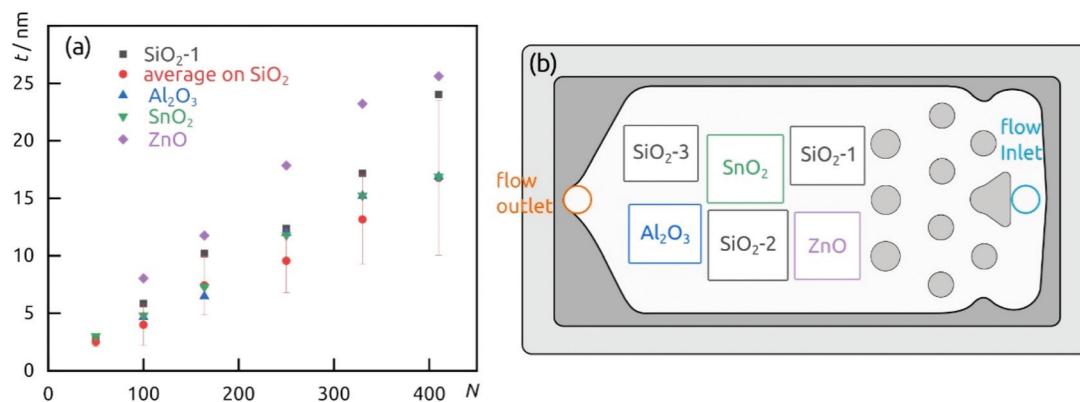 (a)
t / nm
SiO₂-1
average on SiO₂
Al₂O₃
SnO₂
ZnO
25
20
15
10
5
0
0 100 200 300 400 N
(b)
SiO₂-3
SnO₂
SiO₂-1
flow
Inlet
flow
outlet
Al₂O₃
SiO₂-2
ZnO